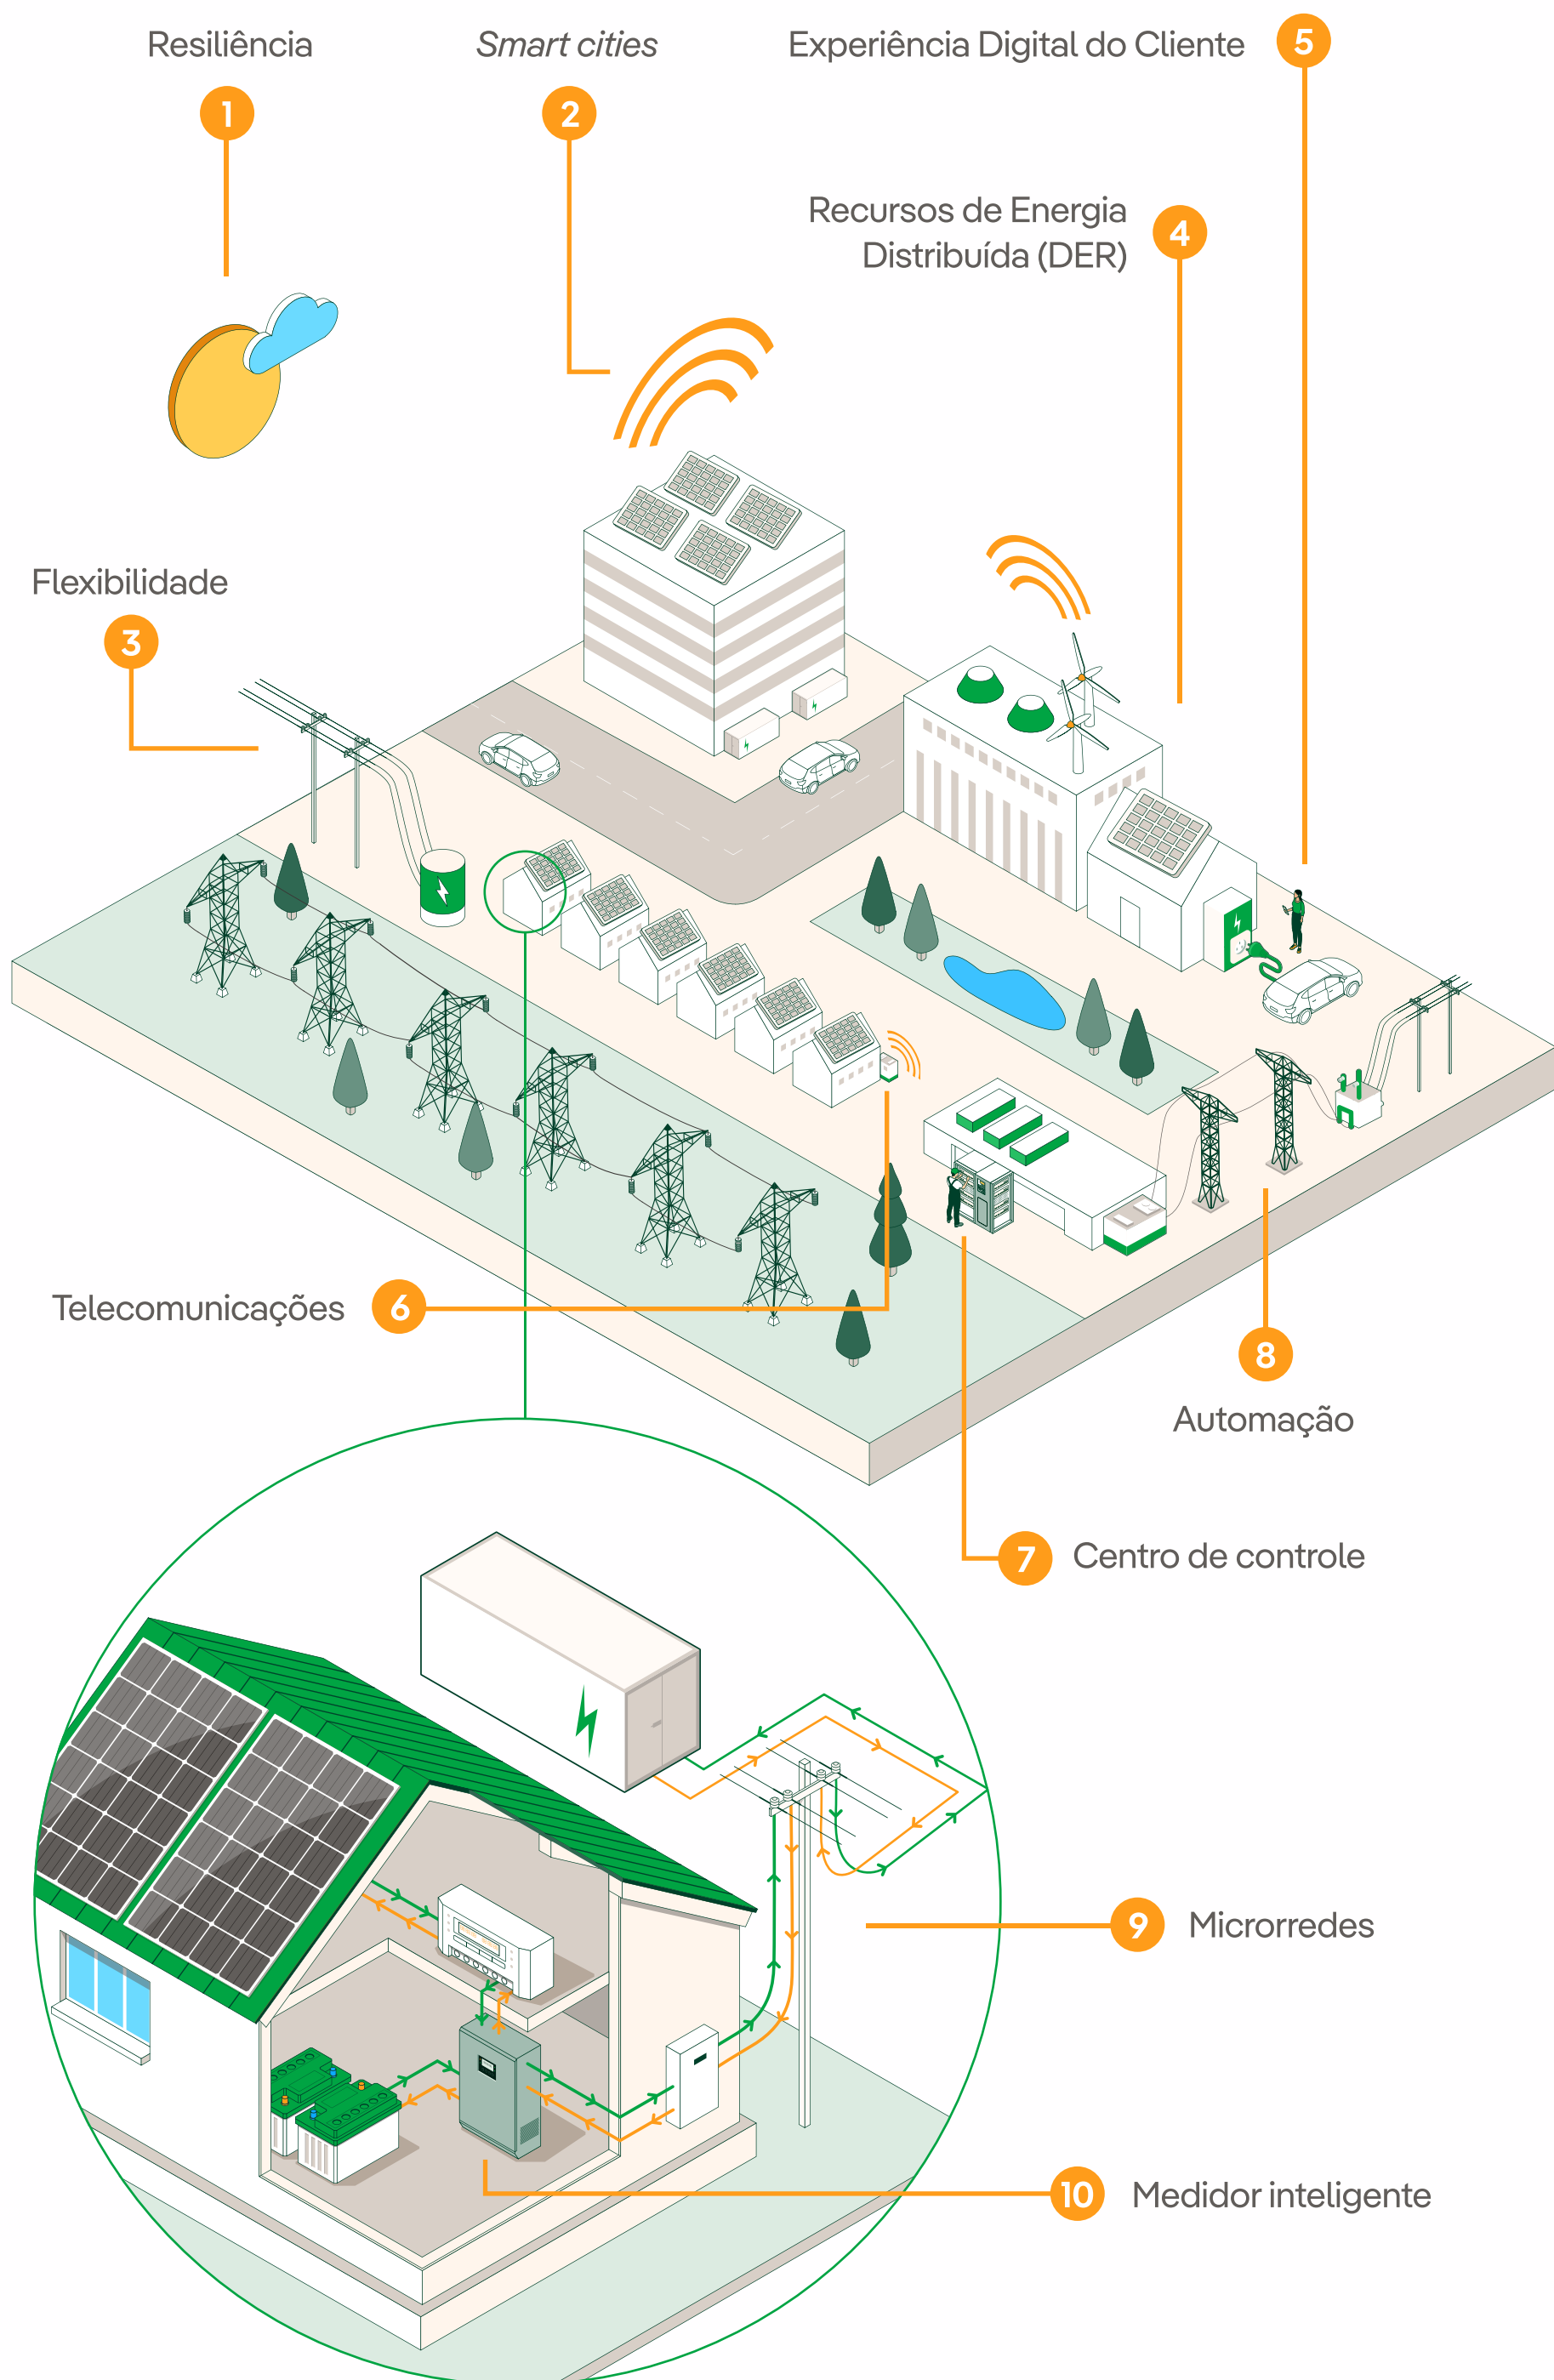 Resiliência
1
Smart cities
2
Experiência Digital do Cliente
5
Recursos de Energia
Distribuída (DER)
4
Flexibilidade
3
Telecomunicações
6
8
Automação
7
Centro de controle
9
Microrredes
10
Medidor inteligente